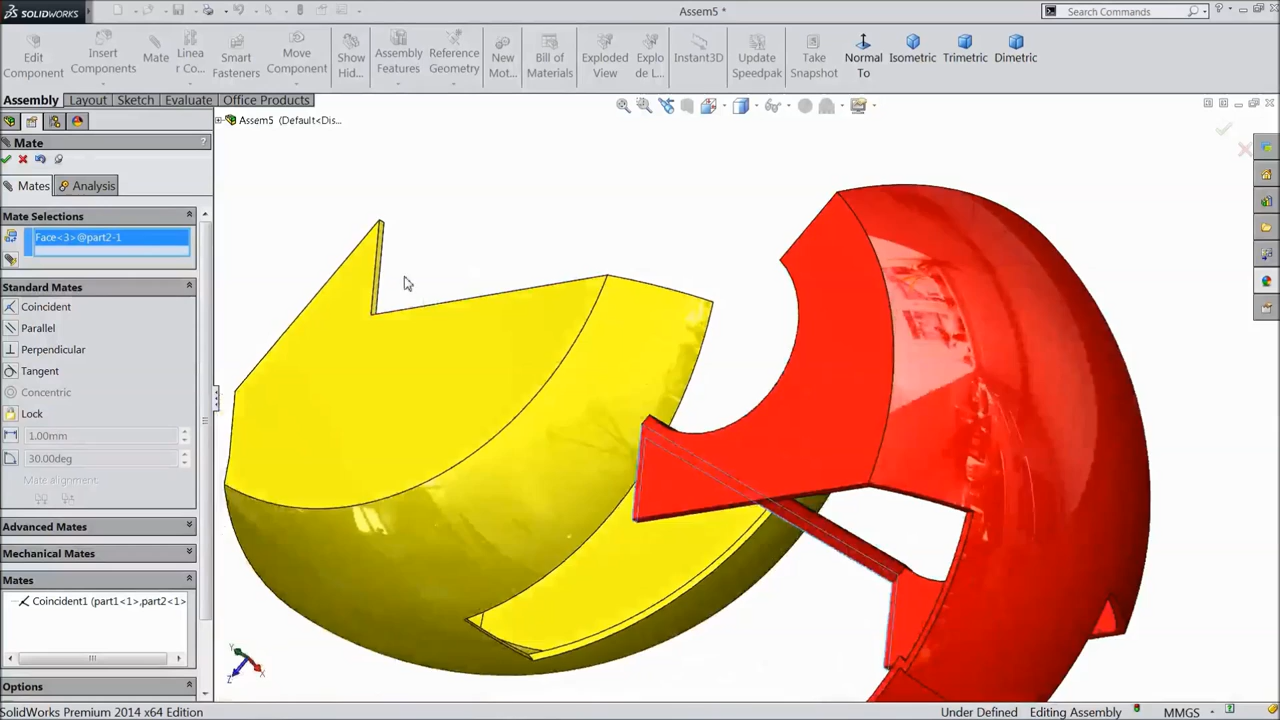 SOLIDWORKS
Assem5 *
Search Commands
Edit Component
Insert Components
Mate
Linea r Co...
Smart Fasteners
Move Component
Show Hid...
Assembly Features
Reference Geometry
New Mot...
Bill of Materials
Exploded View
Explo de L...
Instant3D
Update Speedpak
Take Snapshot
Normal To
Isometric
Trimetric
Dimetric
Assembly Layout Sketch Evaluate Office Products
Assem5 (Default<Dis...
Mate ?
Mates Analysis
Mate Selections
Face<3>@part2-1
Standard Mates
Coincident
Parallel
Perpendicular
Tangent
Concentric
Lock
1.00mm
30.00deg
Mate alignment:
Advanced Mates
Mechanical Mates
Mates
Coincident1 (part1<1>,part2<1>
Options
Y
Z
X
SolidWorks Premium 2014 x64 Edition
Under Defined Editing Assembly MMGS